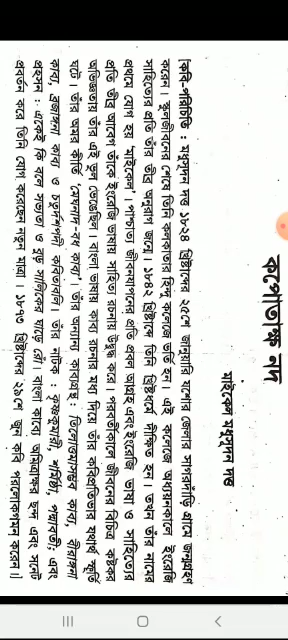 কপোতাক্ষ নদ
মাইকেল মধুসূদন দত্ত
[কবি-পরিচিতি : মধুসূদন দত্ত ১৮২৪ খ্রিষ্টাব্দের ২৫শে জানুয়ারি যশোর জেলার সাগরদাঁড়ি গ্রামে জন্মগ্রহণ
করেন। স্কুলজীবনের শেষে তিনি কলকাতার হিন্দু কলেজে ভর্তি হন। এই কলেজে অধ্যয়নকালে ইংরেজি
সাহিত্যের প্রতি তাঁর তীব্র অনুরাগ জন্মে। ১৮৪২ খ্রিষ্টাব্দে তিনি খ্রিষ্টধর্মে দীক্ষিত হন। তখন তাঁর নামের
প্রথমে যোগ হয় 'মাইকেল'। পাশ্চাত্য জীবনযাপনের প্রতি প্রবল আগ্রহ এবং ইংরেজি ভাষা ও সাহিত্যের
প্রতি তীব্র আবেগ তাঁকে ইংরেজি ভাষায় সাহিত্য রচনায় উদ্বুদ্ধ করে। পরবর্তীকালে জীবনের বিচিত্র কষ্টকর
অভিজ্ঞতায় তাঁর এই ভুল ভেঙেছিল। বাংলা ভাষায় কাব্য রচনার মধ্য দিয়ে তাঁর কবিপ্রতিভার যথার্থ স্ফূর্তি
ঘটে। তাঁর অমর কীর্তি 'মেঘনাদ-বধ কাব্য'। তাঁর অন্যান্য কাব্যগ্রন্থ : তিলোত্তমাসম্ভব কাব্য, বীরাঙ্গনা
কাব্য, ব্রজাঙ্গনা কাব্য ও চতুর্দশপদী কবিতাবলি। তাঁর নাটক : কৃষ্ণকুমারী, শর্মিষ্ঠা, পদ্মাবতী; এবং
প্রহসন : একেই কি বলে সভ্যতা ও বুড় সালিকের ঘাড়ে রোঁ। বাংলা কাব্যে অমিত্রাক্ষর ছন্দ এবং সনেট
প্রবর্তন করে তিনি যোগ করেছেন নতুন মাত্রা। ১৮৭৩ খ্রিষ্টাব্দের ২৯শে জুন কবি পরলোকগমন করেন।]